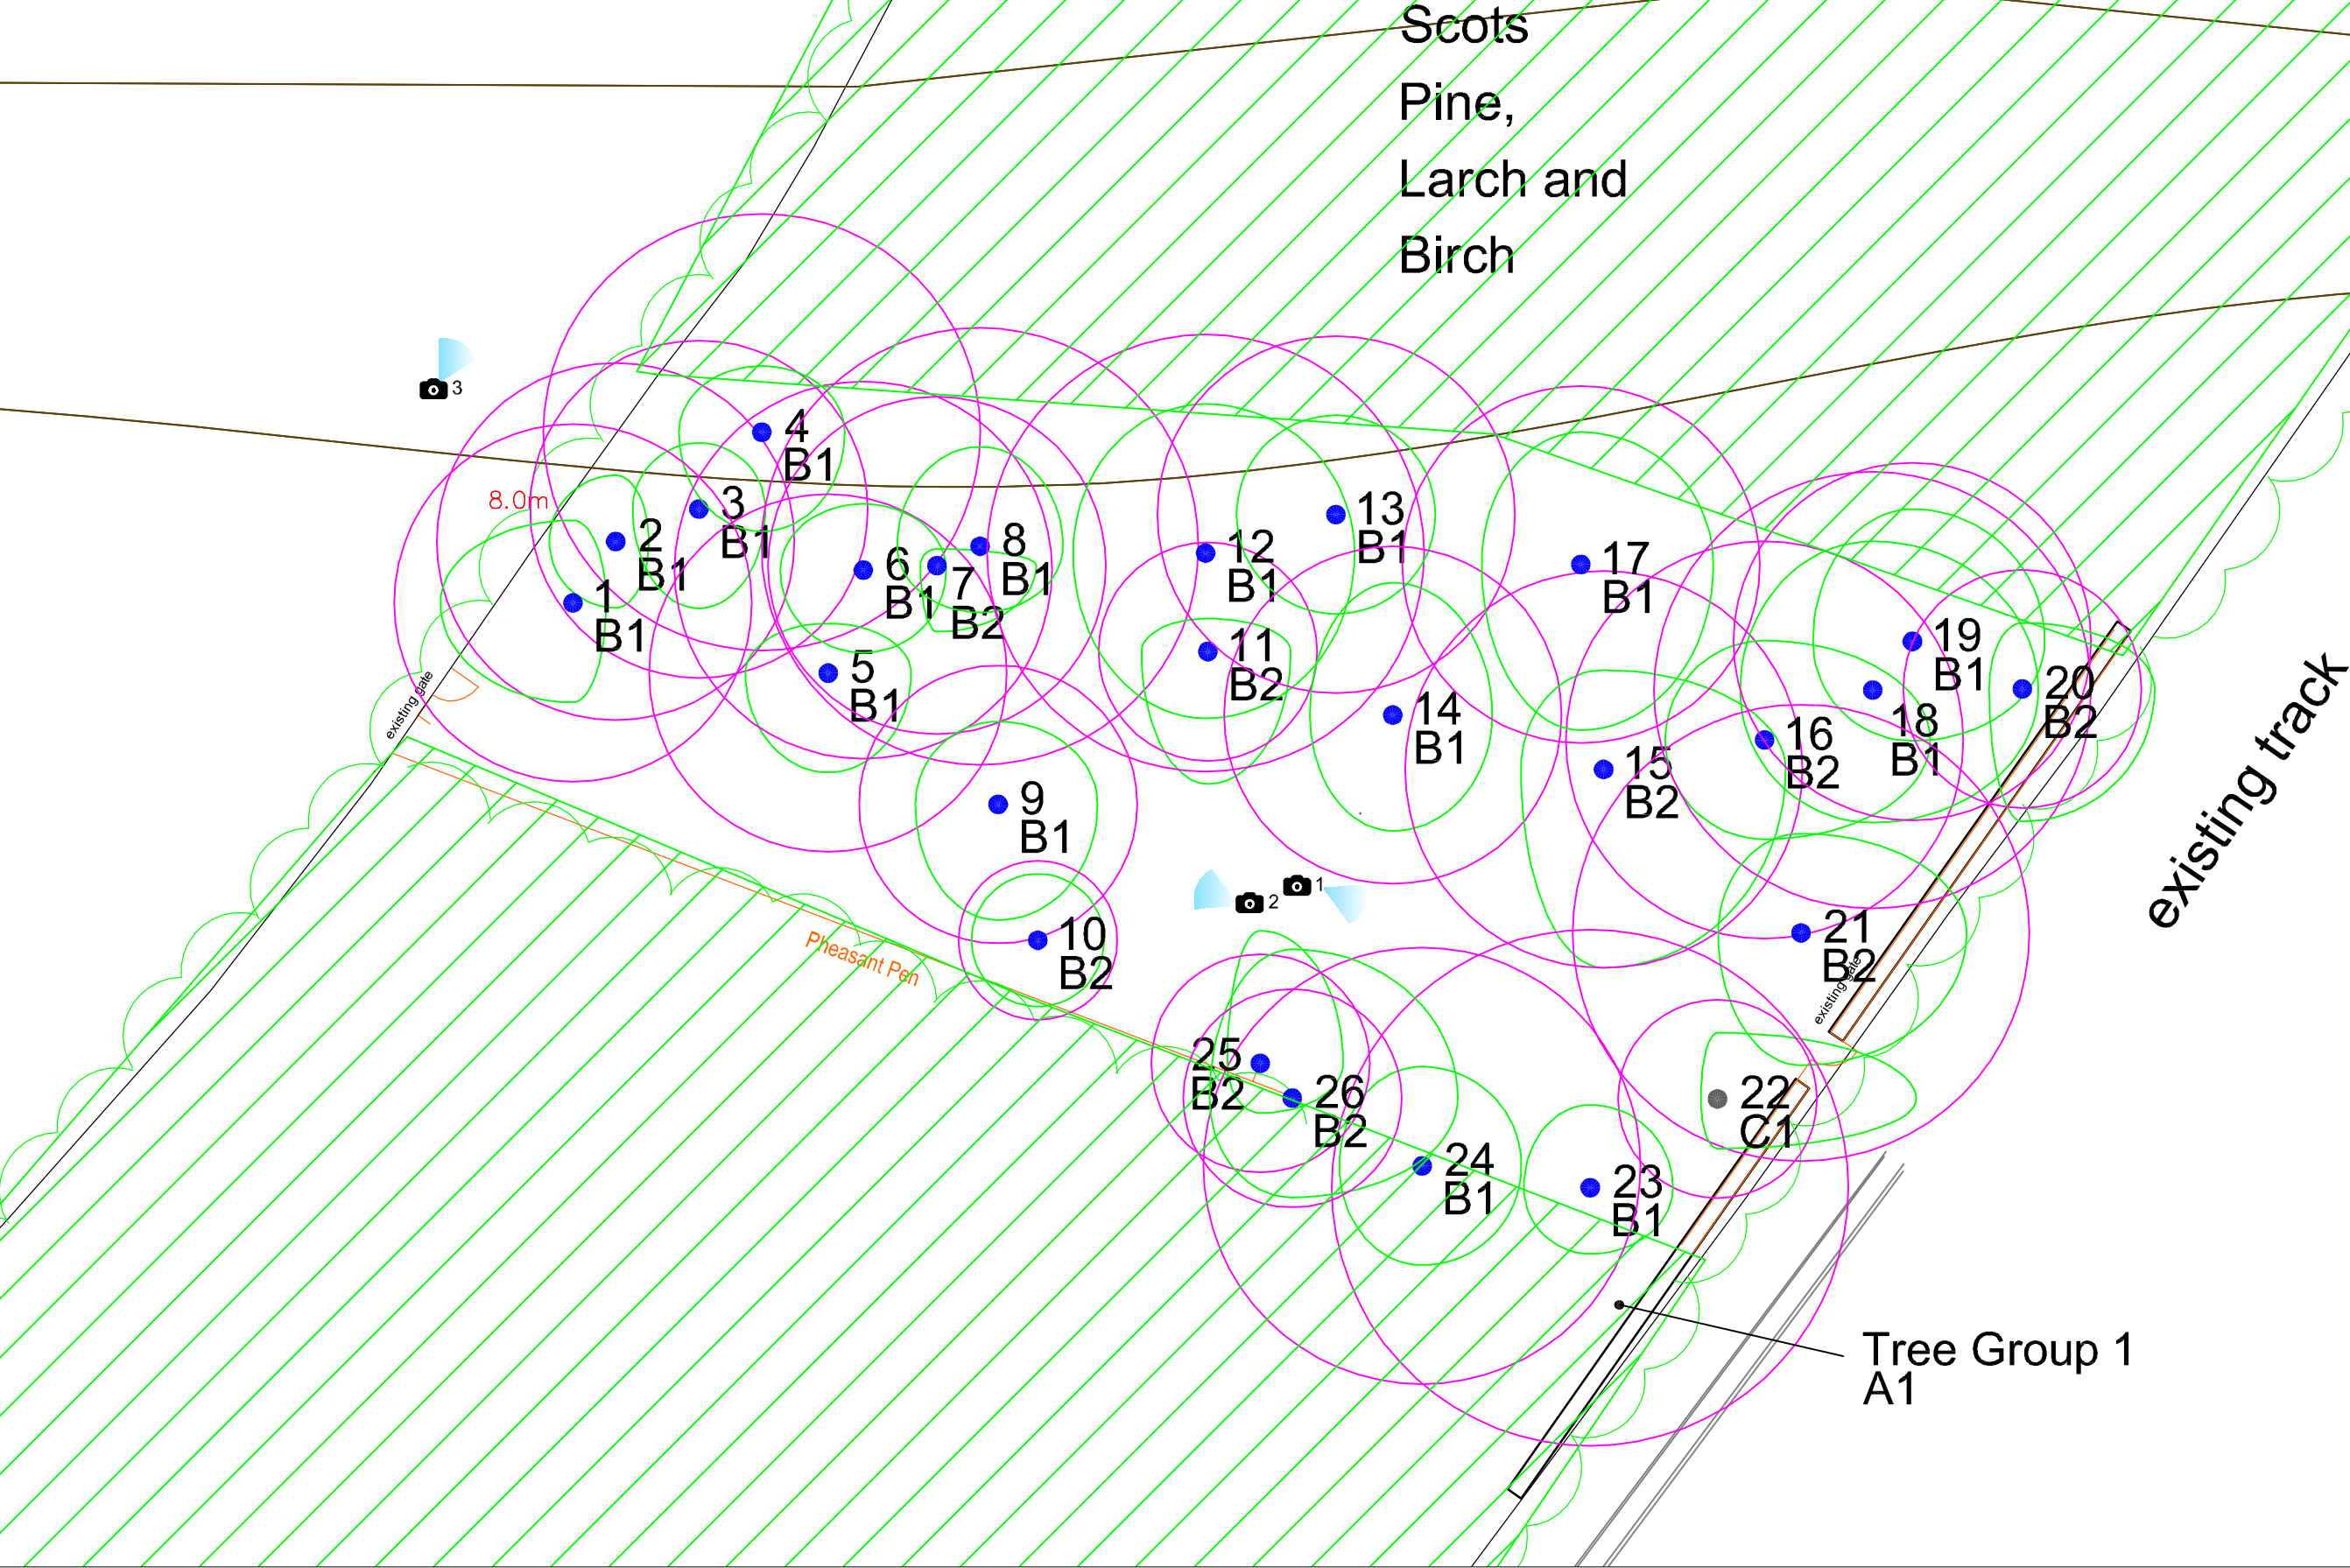 Scots
Pine,
Larch and
Birch
3
4
B1
8.0m
3
B1
2
B1
1
B1
6
B1
7
B2
8
B1
5
B1
12
B1
13
B1
11
B2
14
B1
17
B1
15
B2
16
B2
18
B1
19
B1
20
B2
existing gate
existing track
9
B1
10
B2
2
1
21
B2
existing gate
Pheasant Pen
25
B2
26
B2
22
C1
24
B1
23
B1
Tree Group 1
A1